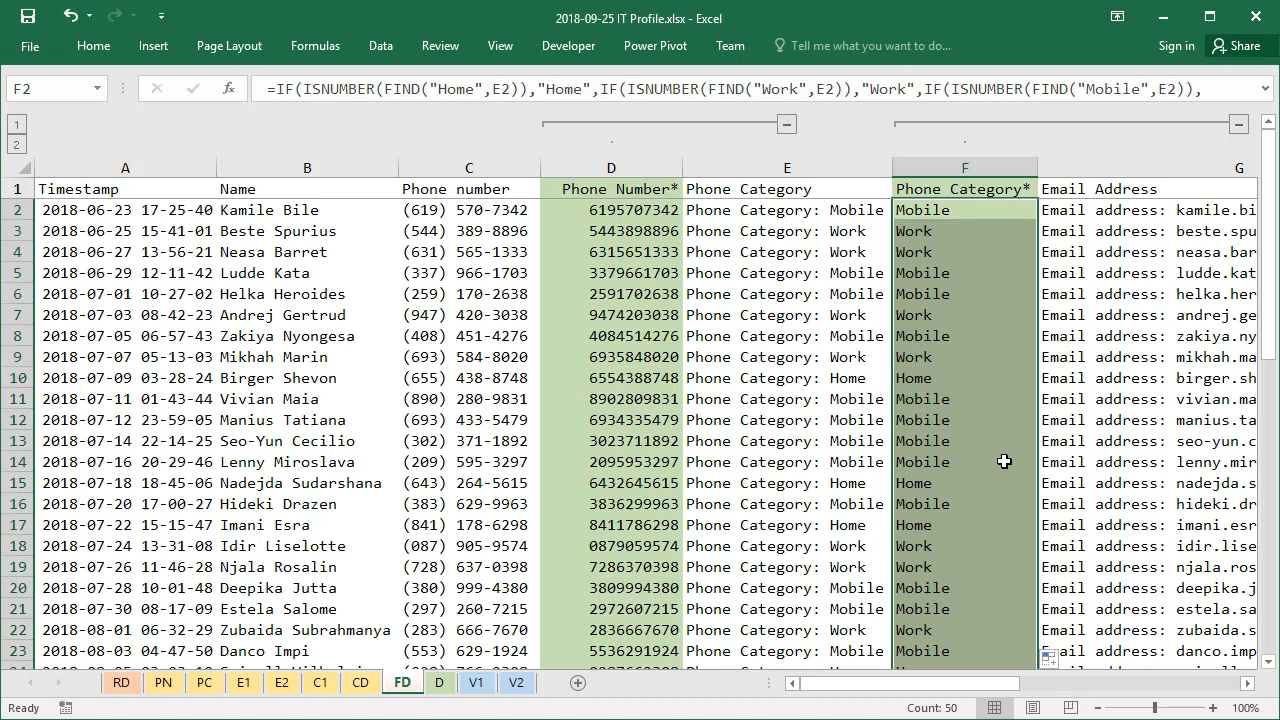 2018-09-25 IT Profile.xlsx - Excel
File Home Insert Page Layout Formulas Data Review View Developer Power Pivot Team Tell me what you want to do... Sign in Share
F2 fx =IF(ISNUMBER(FIND("Home",E2)),"Home",IF(ISNUMBER(FIND("Work",E2)),"Work",IF(ISNUMBER(FIND("Mobile",E2)),
1
2
A B C D E F G
1 Timestamp Name Phone number Phone Number* Phone Category Phone Category* Email Address
2 2018-06-23 17-25-40 Kamile Bile (619) 570-7342 6195707342 Phone Category: Mobile Mobile Email address: kamile.bi
3 2018-06-25 15-41-01 Beste Spurius (544) 389-8896 5443898896 Phone Category: Work Work Email address: beste.spu
4 2018-06-27 13-56-21 Neasa Barret (631) 565-1333 6315651333 Phone Category: Work Work Email address: neasa.bar
5 2018-06-29 12-11-42 Ludde Kata (337) 966-1703 3379661703 Phone Category: Mobile Mobile Email address: ludde.kat
6 2018-07-01 10-27-02 Helka Heroides (259) 170-2638 2591702638 Phone Category: Mobile Mobile Email address: helka.her
7 2018-07-03 08-42-23 Andrej Gertrud (947) 420-3038 9474203038 Phone Category: Work Work Email address: andrej.ge
8 2018-07-05 06-57-43 Zakiya Nyongesa (408) 451-4276 4084514276 Phone Category: Mobile Mobile Email address: zakiya.ny
9 2018-07-07 05-13-03 Mikhah Marin (693) 584-8020 6935848020 Phone Category: Work Work Email address: mikhah.ma
10 2018-07-09 03-28-24 Birger Shevon (655) 438-8748 6554388748 Phone Category: Home Home Email address: birger.sh
11 2018-07-11 01-43-44 Vivian Maia (890) 280-9831 8902809831 Phone Category: Mobile Mobile Email address: vivian.ma
12 2018-07-12 23-59-05 Manius Tatiana (693) 433-5479 6934335479 Phone Category: Mobile Mobile Email address: manius.ta
13 2018-07-14 22-14-25 Seo-Yun Cecilio (302) 371-1892 3023711892 Phone Category: Mobile Mobile Email address: seo-yun.c
14 2018-07-16 20-29-46 Lenny Miroslava (209) 595-3297 2095953297 Phone Category: Mobile Mobile Email address: lenny.mir
15 2018-07-18 18-45-06 Nadejda Sudarshana (643) 264-5615 6432645615 Phone Category: Home Home Email address: nadejda.s
16 2018-07-20 17-00-27 Hideki Drazen (383) 629-9963 3836299963 Phone Category: Mobile Mobile Email address: hideki.dr
17 2018-07-22 15-15-47 Imani Esra (841) 178-6298 8411786298 Phone Category: Home Home Email address: imani.esr
18 2018-07-24 13-31-08 Idir Liselotte (087) 905-9574 0879059574 Phone Category: Work Work Email address: idir.lise
19 2018-07-26 11-46-28 Njala Rosalin (728) 637-0398 7286370398 Phone Category: Work Work Email address: njala.ros
20 2018-07-28 10-01-48 Deepika Jutta (380) 999-4380 3809994380 Phone Category: Mobile Mobile Email address: deepika.j
21 2018-07-30 08-17-09 Estela Salome (297) 260-7215 2972607215 Phone Category: Mobile Mobile Email address: estela.sa
22 2018-08-01 06-32-29 Zubaida Subrahmanya (283) 666-7670 2836667670 Phone Category: Work Work Email address: zubaida.s
23 2018-08-03 04-47-50 Danco Impi (553) 629-1924 5536291924 Phone Category: Mobile Mobile Email address: danco.imp
RD PN PC E1 E2 C1 CD FD D V1 V2
Ready Count: 50 100%